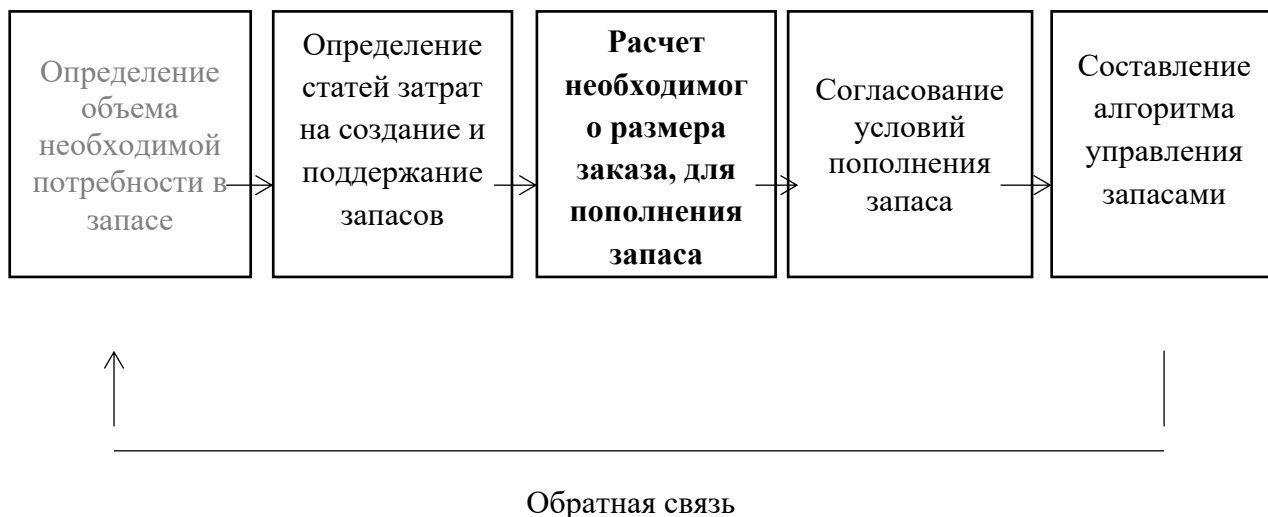 Определение
объема
необходимой
потребности в
запасе
Определение
статей затрат
на создание и
поддержание
запасов
Расчет
необходимог
о размера
заказа, для
пополнения
запаса
Согласование
условий
пополнения
запаса
Составление
алгоритма
управления
запасами
Обратная связь